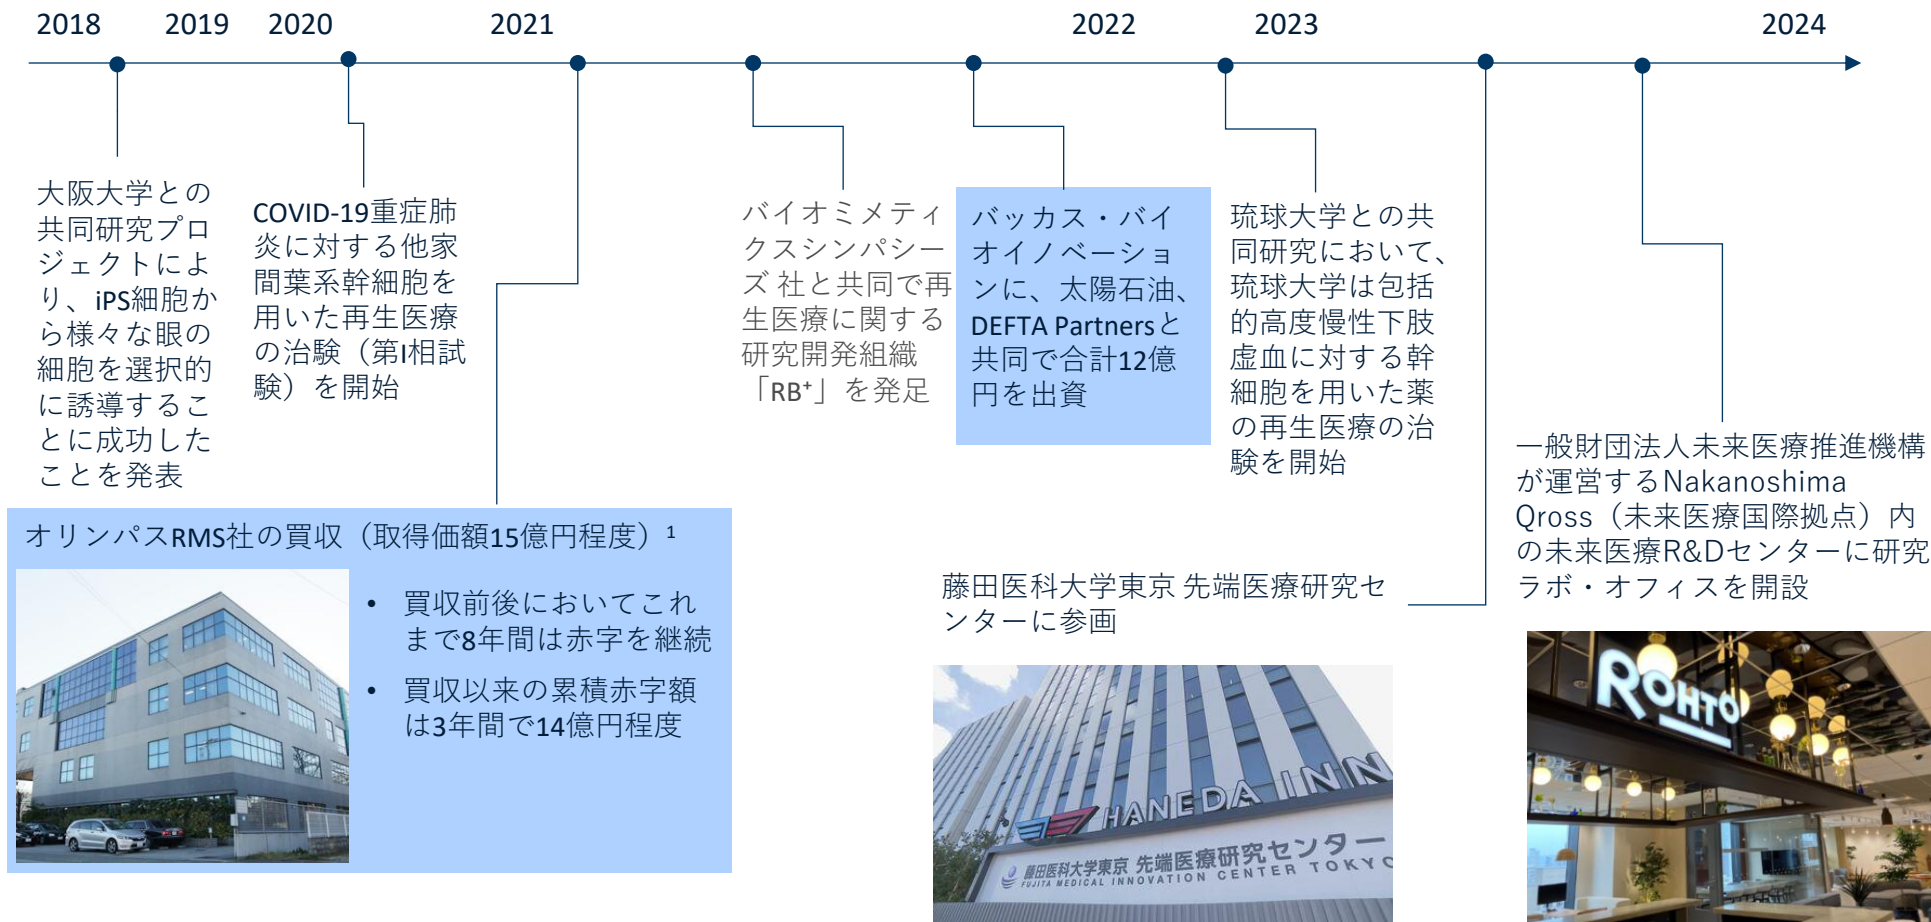 2018
2019
2020
2021
2022
2023
2024
大阪大学との
共同研究プロ
ジェクトによ
り、iPS細胞か
ら様々な眼の
細胞を選択的
に誘導するこ
とに成功した
ことを発表
COVID-19重症肺
炎に対する他家
間葉系幹細胞を
用いた再生医療
の治験（第I相試
験）を開始
オリンパスRMS社の買収（取得価額15億円程度）1
• 買収前後においてこれ
まで8年間は赤字を継続
• 買収以来の累積赤字額
は3年間で14億円程度
バイオミメティ
クスシンパシー
ズ 社と共同で再
生医療に関する
研究開発組織
「RB+」を発足
バッカス・バイ
オイノベーショ
ンに、太陽石油、
DEFTA Partnersと
共同で合計12億
円を出資
琉球大学との共
同研究において、
琉球大学は包括
的高度慢性下肢
虚血に対する幹
細胞を用いた薬
の再生医療の治
験を開始
藤田医科大学東京 先端医療研究セ
ンターに参画
HANEDA INN
藤田医科大学東京 先端医療研究センター
FUJITA MEDICAL INNOVATION CENTER TOKYO
一般財団法人未来医療推進機構
が運営するNakanoshima
Qross（未来医療国際拠点）内
の未来医療R&Dセンターに研究
ラボ・オフィスを開設
ROHTO